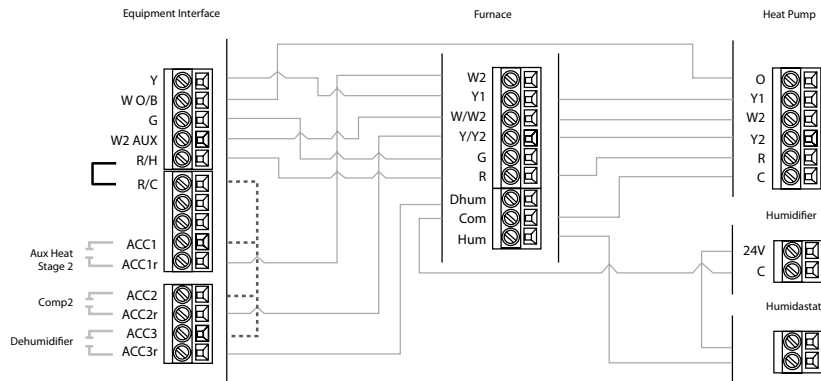 Equipment Interface
Furnace
Heat Pump
Y
W O/B
G
W2 AUX
R/H
R/C
ACC1
ACC1r
ACC2
ACC2r
ACC3
ACC3r
Aux Heat
Stage 2
Comp2
Dehumidifier
W2
Y1
W/W2
Y/Y2
G
R
Dhum
Com
Hum
O
Y1
W2
Y2
R
C
Humidifier
24V
C
Humidastat